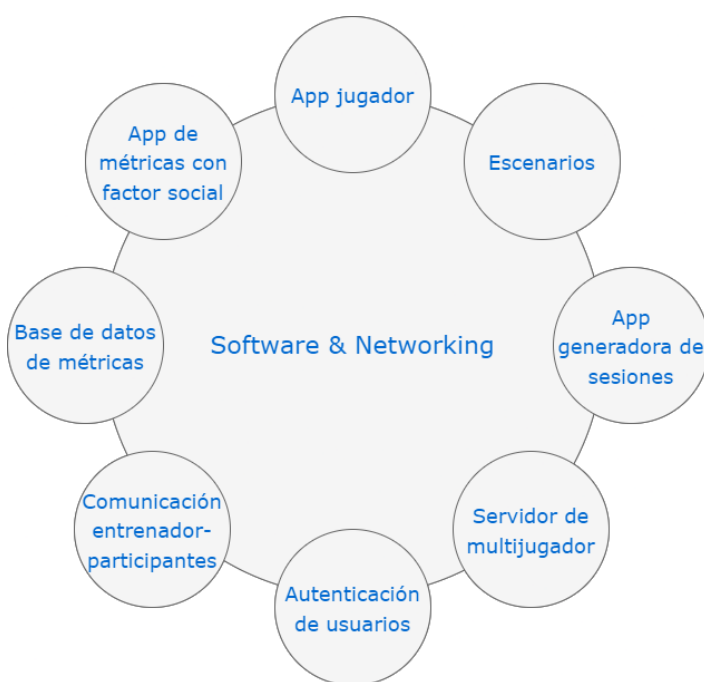 App jugador
Escenarios
App
generadora de
sesiones
Servidor de
multijugador
Autenticación
de usuarios
Comunicación
entrenador-
participantes
Base de datos
de métricas
App de
métricas con
factor social
Software & Networking